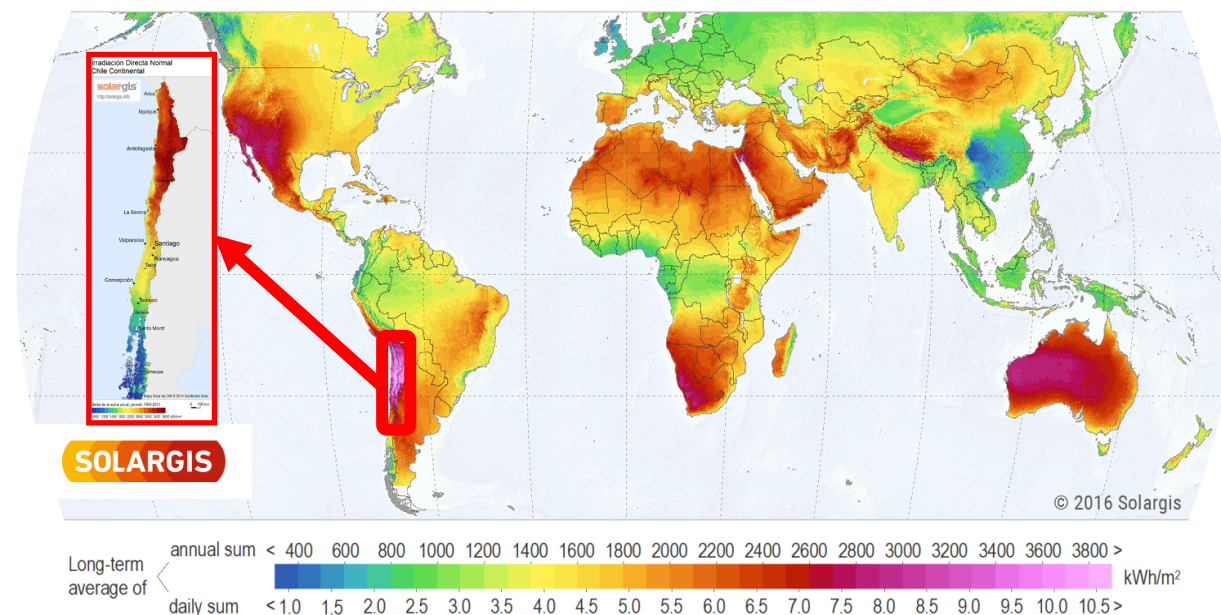 Irradiación Directa Normal
Chile Continental
solargis
http://solargis.info
Arica
Iquique
Antofagasta
La Serena
Valparaíso
Santiago
Rancagua
Talca
Concepción
Temuco
Puerto Montt
SOLARGIS
© 2016 Solargis
Long-term average of
annual sum < 400 600 800 1000 1200 1400 1600 1800 2000 2200 2400 2600 2800 3000 3200 3400 3600 3800 >
kWh/m²
daily sum < 1.0 1.5 2.0 2.5 3.0 3.5 4.0 4.5 5.0 5.5 6.0 6.5 7.0 7.5 8.0 8.5 9.0 9.5 10.0 10.5 >